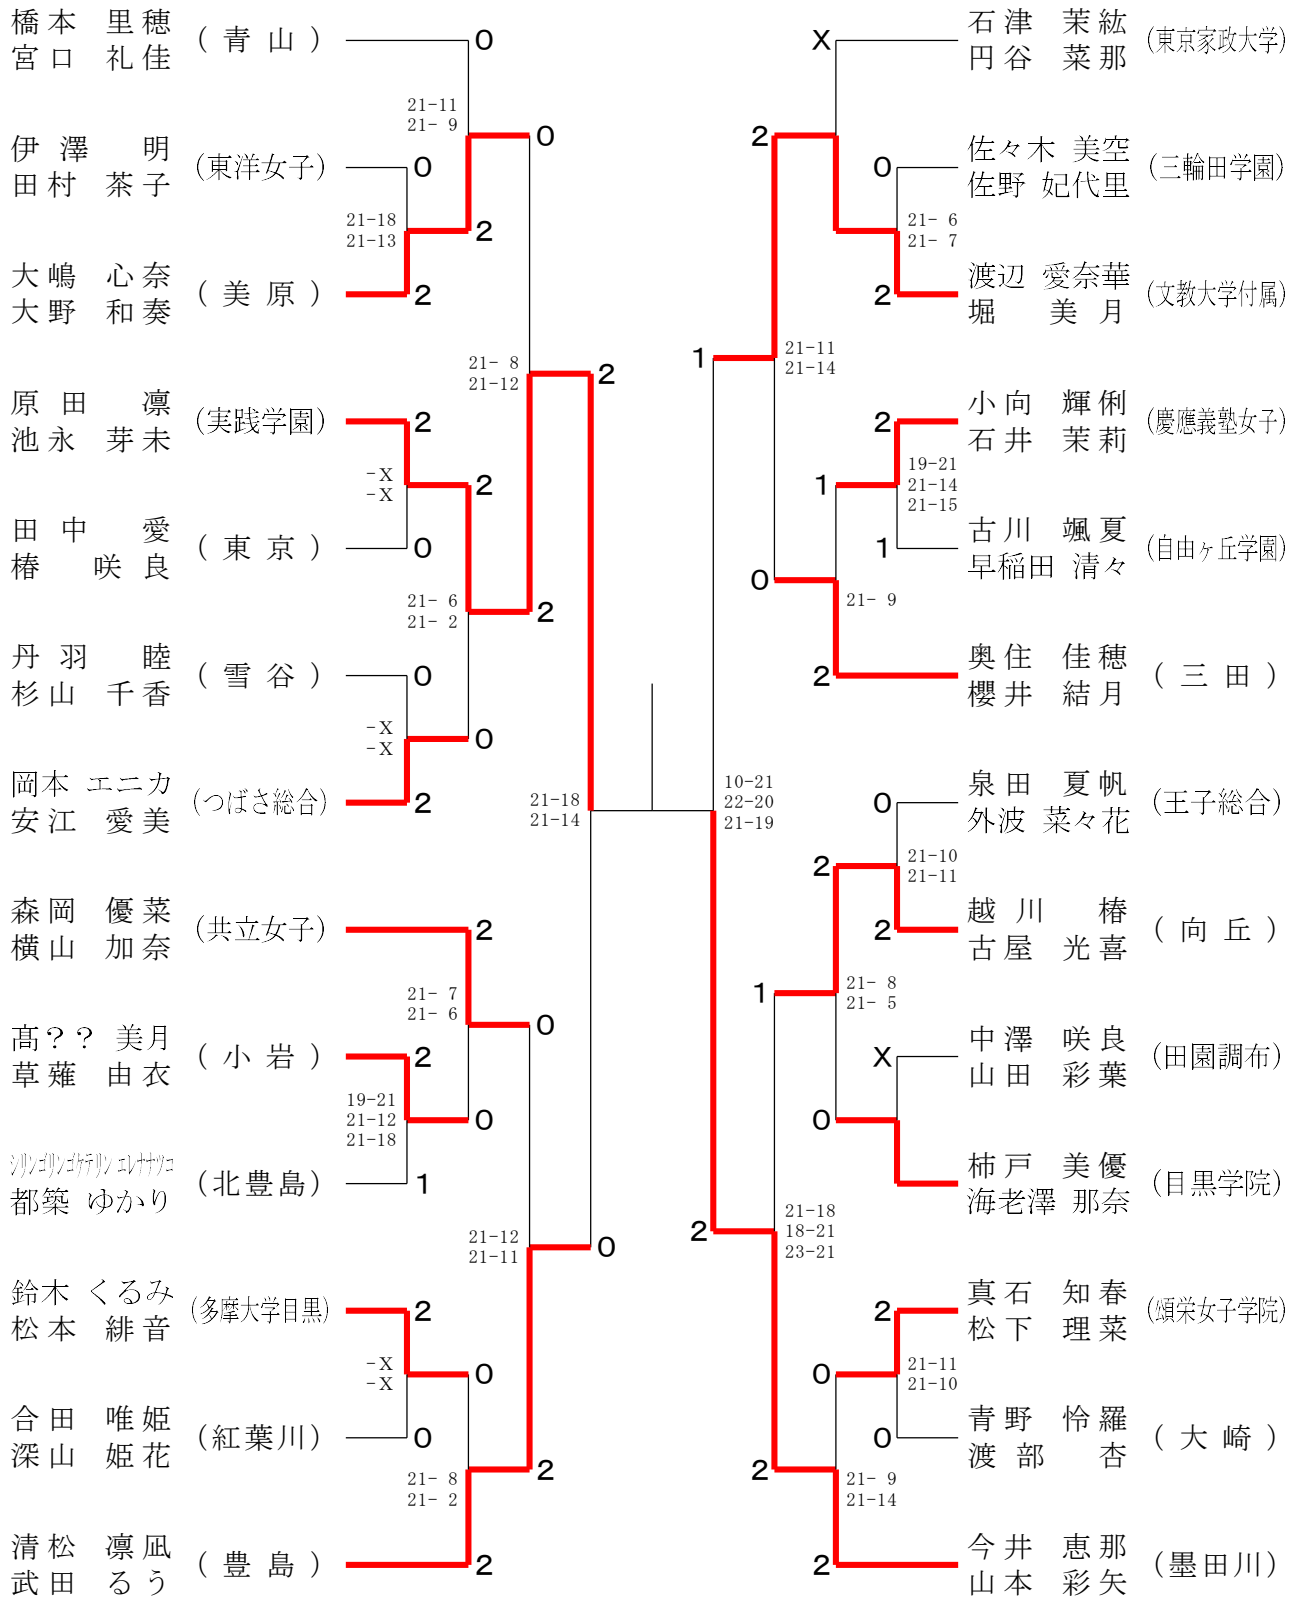 橋本 里穂
宮口 礼佳
(青山)
0
21-11
21- 9
0
伊澤 明
田村 茶子
(東洋女子)
0
21-18
21-13
2
大嶋 心奈
大野 和奏
(美原)
2
21- 8
21-12
2
原田 凛
池永 芽未
(実践学園)
2
-X
-X
2
田中 愛
椿 咲良
(東京)
0
21- 6
21- 2
2
丹羽 睦
杉山 千香
(雪谷)
0
-X
-X
0
岡本 エニカ
安江 愛美
(つばさ総合)
2
21-18
21-14
森岡 優菜
横山 加奈
(共立女子)
2
21- 7
21- 6
0
髙?? 美月
草薙 由衣
(小岩)
2
19-21
21-12
21-18
0
都築 ゆかり
(北豊島)
1
21-12
21-11
0
鈴木 くるみ
松本 緋音
(多摩大学目黒)
2
-X
-X
0
合田 唯姫
深山 姫花
(紅葉川)
0
21- 8
21- 2
2
清松 凛凪
武田 るう
(豊島)
2
X
石津 茉紘
円谷 菜那
(東京家政大学)
2
0
佐々木 美空
佐野 妃代里
(三輪田学園)
21- 6
21- 7
2
渡辺 愛奈華
堀 美月
(文教大学付属)
1
21-11
21-14
2
小向 輝俐
石井 茉莉
(慶應義塾女子)
1
19-21
21-14
21-15
1
古川 颯夏
早稲田 清々
(自由ヶ丘学園)
0
21- 9
2
奥住 佳穂
櫻井 結月
(三田)
10-21
22-20
21-19
0
泉田 夏帆
外波 菜々花
(王子総合)
2
21-10
21-11
2
越川 椿
古屋 光喜
(向丘)
1
21- 8
21- 5
X
中澤 咲良
山田 彩葉
(田園調布)
0
柿戸 美優
海老澤 那奈
(目黒学院)
2
21-18
18-21
23-21
2
真石 知春
松下 理菜
(頌栄女子学院)
0
21-11
21-10
0
青野 怜羅
渡部 杏
(大崎)
2
21- 9
21-14
2
今井 恵那
山本 彩矢
(墨田川)